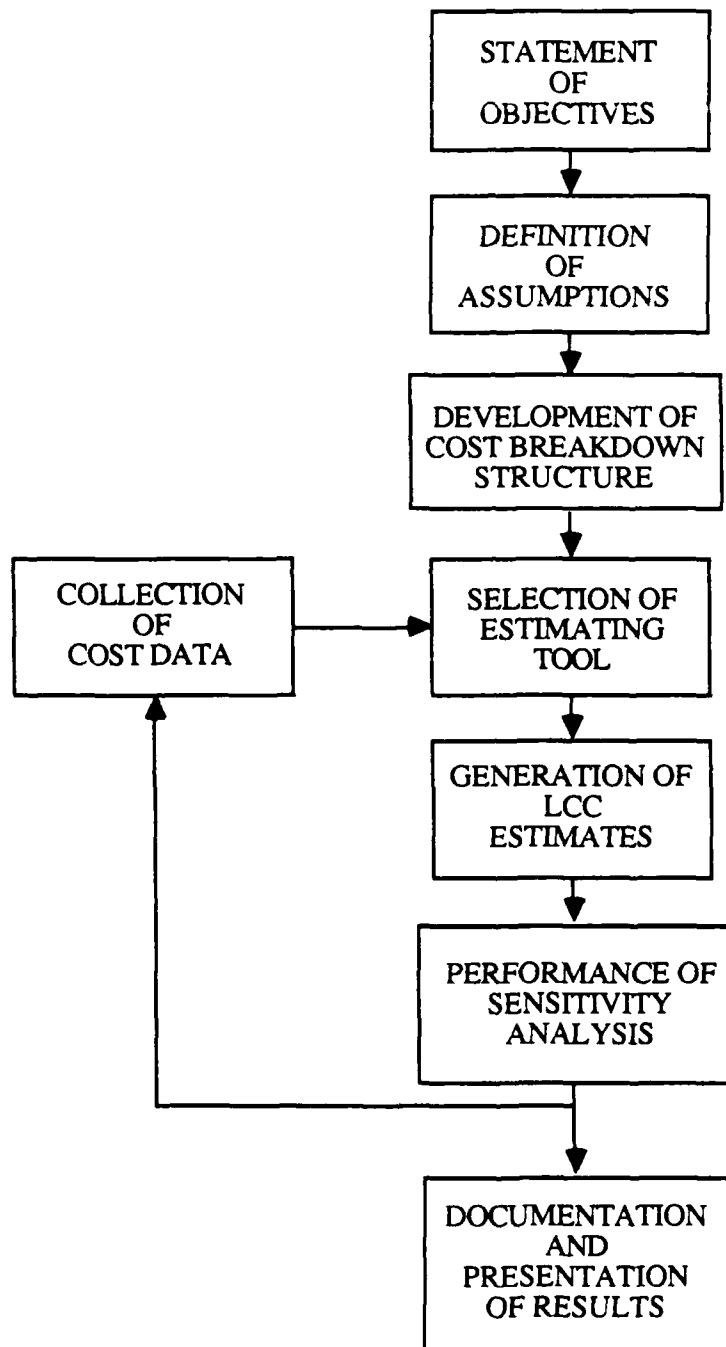 STATEMENT
OF
OBJECTIVES
DEFINITION
OF
ASSUMPTIONS
DEVELOPMENT OF
COST BREAKDOWN
STRUCTURE
COLLECTION
OF
COST DATA
SELECTION OF
ESTIMATING
TOOL
GENERATION OF
LCC
ESTIMATES
PERFORMANCE OF
SENSITIVITY
ANALYSIS
DOCUMENTATION
AND
PRESENTATION
OF RESULTS